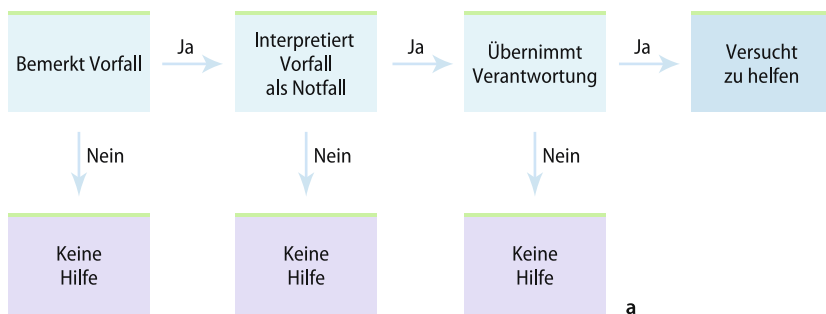 Bemerkt Vorfall
Ja
Interpretiert
Vorfall
als Notfall
Ja
Übernimmt
Verantwortung
Ja
Versucht
zu helfen
Nein
Nein
Nein
Keine
Hilfe
Keine
Hilfe
Keine
Hilfe
a